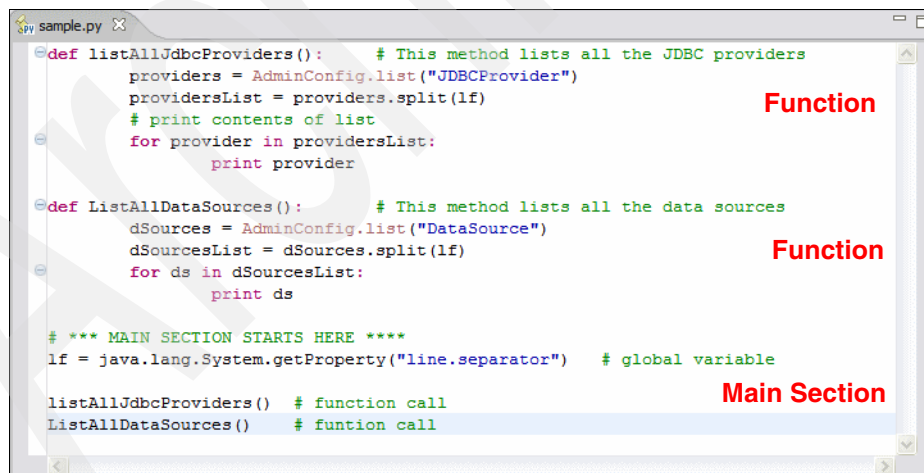 sample.py
def listAllJdbcProviders():    # This method lists all the JDBC providers
providers = AdminConfig.list("JDBCProvider")
providersList = providers.split(lf)
Function
# print contents of list
for provider in providersList:
print provider
def ListAllDataSources():    # This method lists all the data sources
dSources = AdminConfig.list("DataSource")
dSourcesList = dSources.split(lf)
Function
for ds in dSourcesList:
print ds
# *** MAIN SECTION STARTS HERE ****
lf = java.lang.System.getProperty("line.separator")    # global variable
Main Section
listAllJdbcProviders()  # function call
ListAllDataSources()    # funtion call